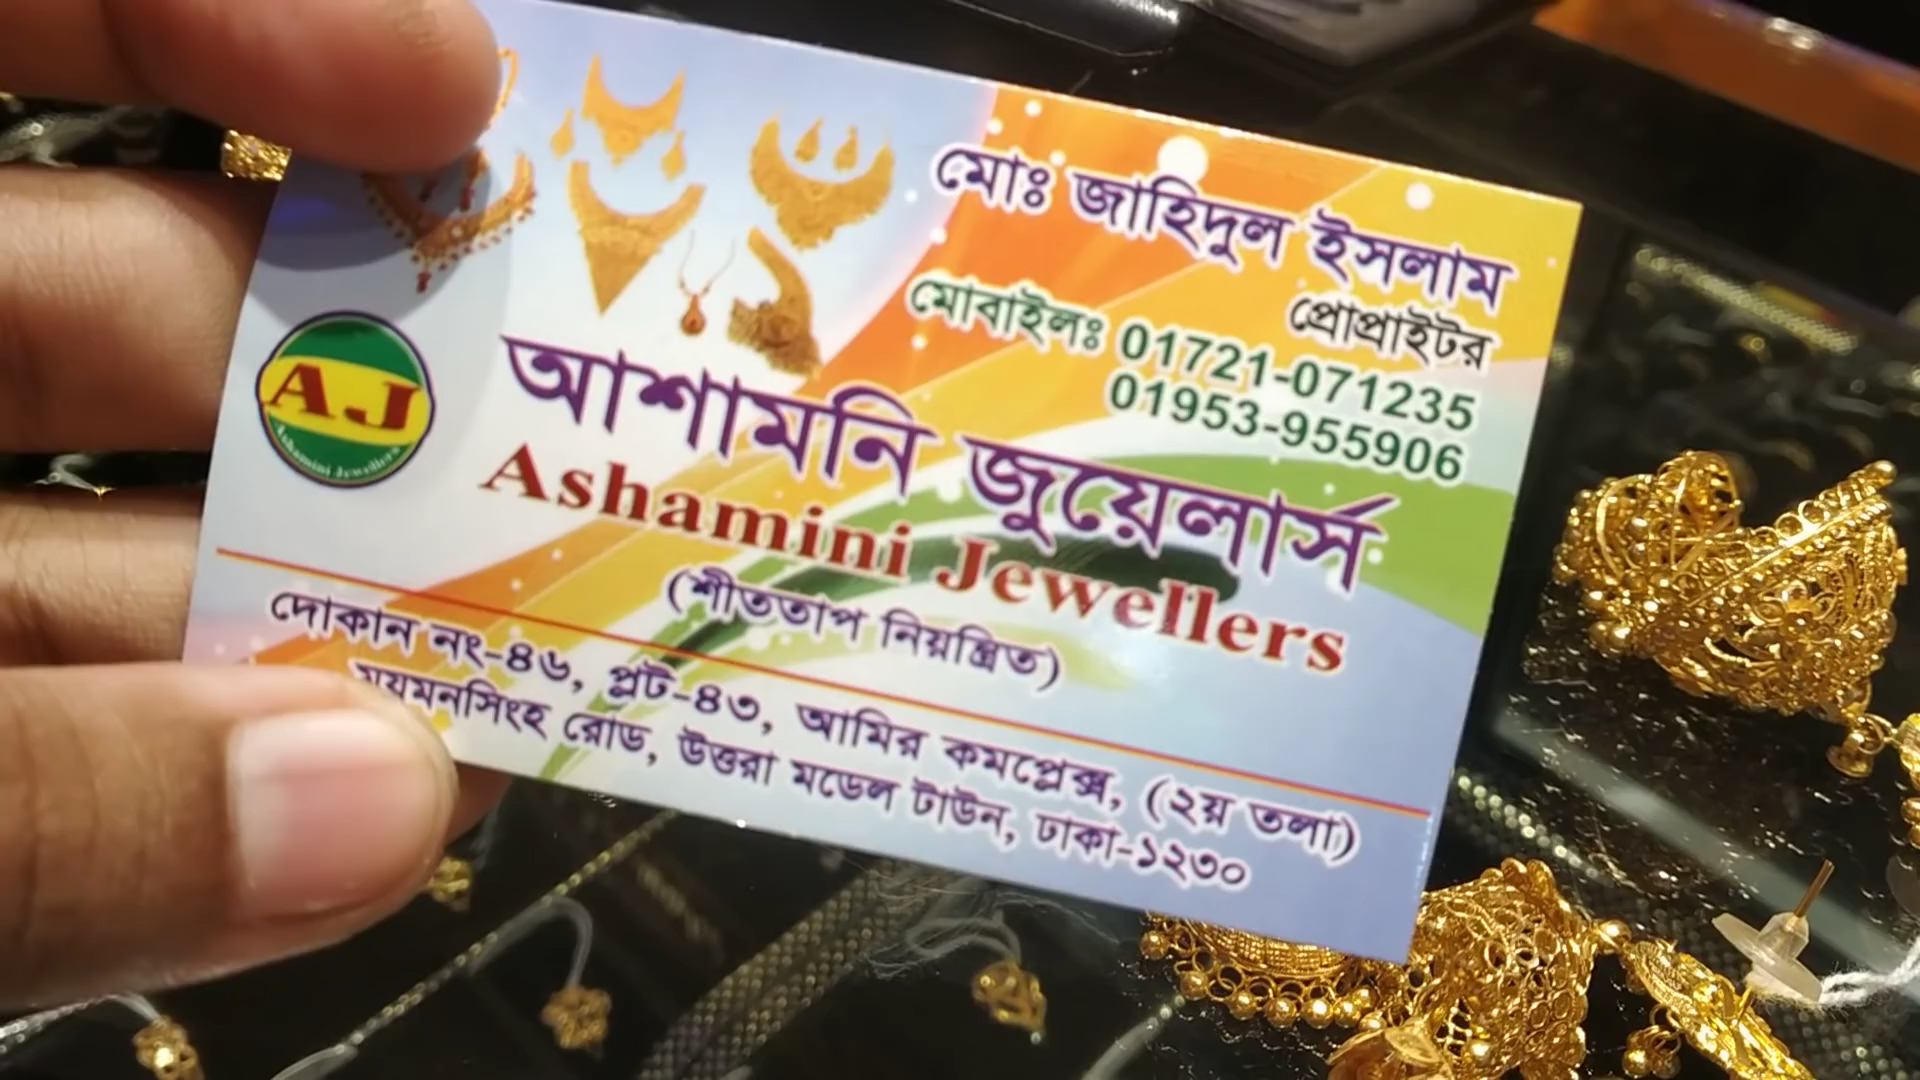 মোঃ জাহিদুল ইসলাম
প্রোপ্রাইটর
মোবাইলঃ 01721-071235
01953-955906
AJ
Ashamini Jewellers
আশামনি জুয়েলার্স
Ashamini Jewellers
(শীততাপ নিয়ন্ত্রিত)
দোকান নং-৪৬, প্লট-৪৩, আমির কমপ্লেক্স, (২য় তলা)
ময়মনসিংহ রোড, উত্তরা মডেল টাউন, ঢাকা-১২৩০